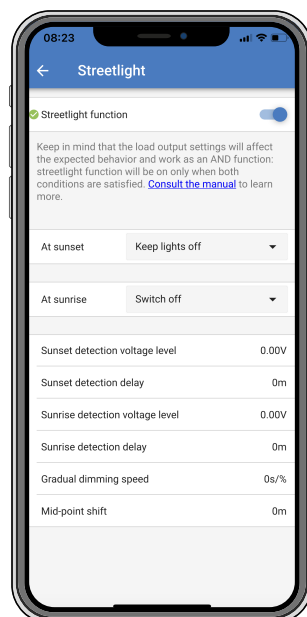 08:23
Streetlight
Streetlight function
Keep in mind that the load output settings will affect
the expected behavior and work as an AND function:
streetlight function will be on only when both
conditions are satisfied. Consult the manual to learn
more.
At sunset Keep lights off
At sunrise Switch off
Sunset detection voltage level 0.00V
Sunset detection delay 0m
Sunrise detection voltage level 0.00V
Sunrise detection delay 0m
Gradual dimming speed 0s/%
Mid-point shift 0m